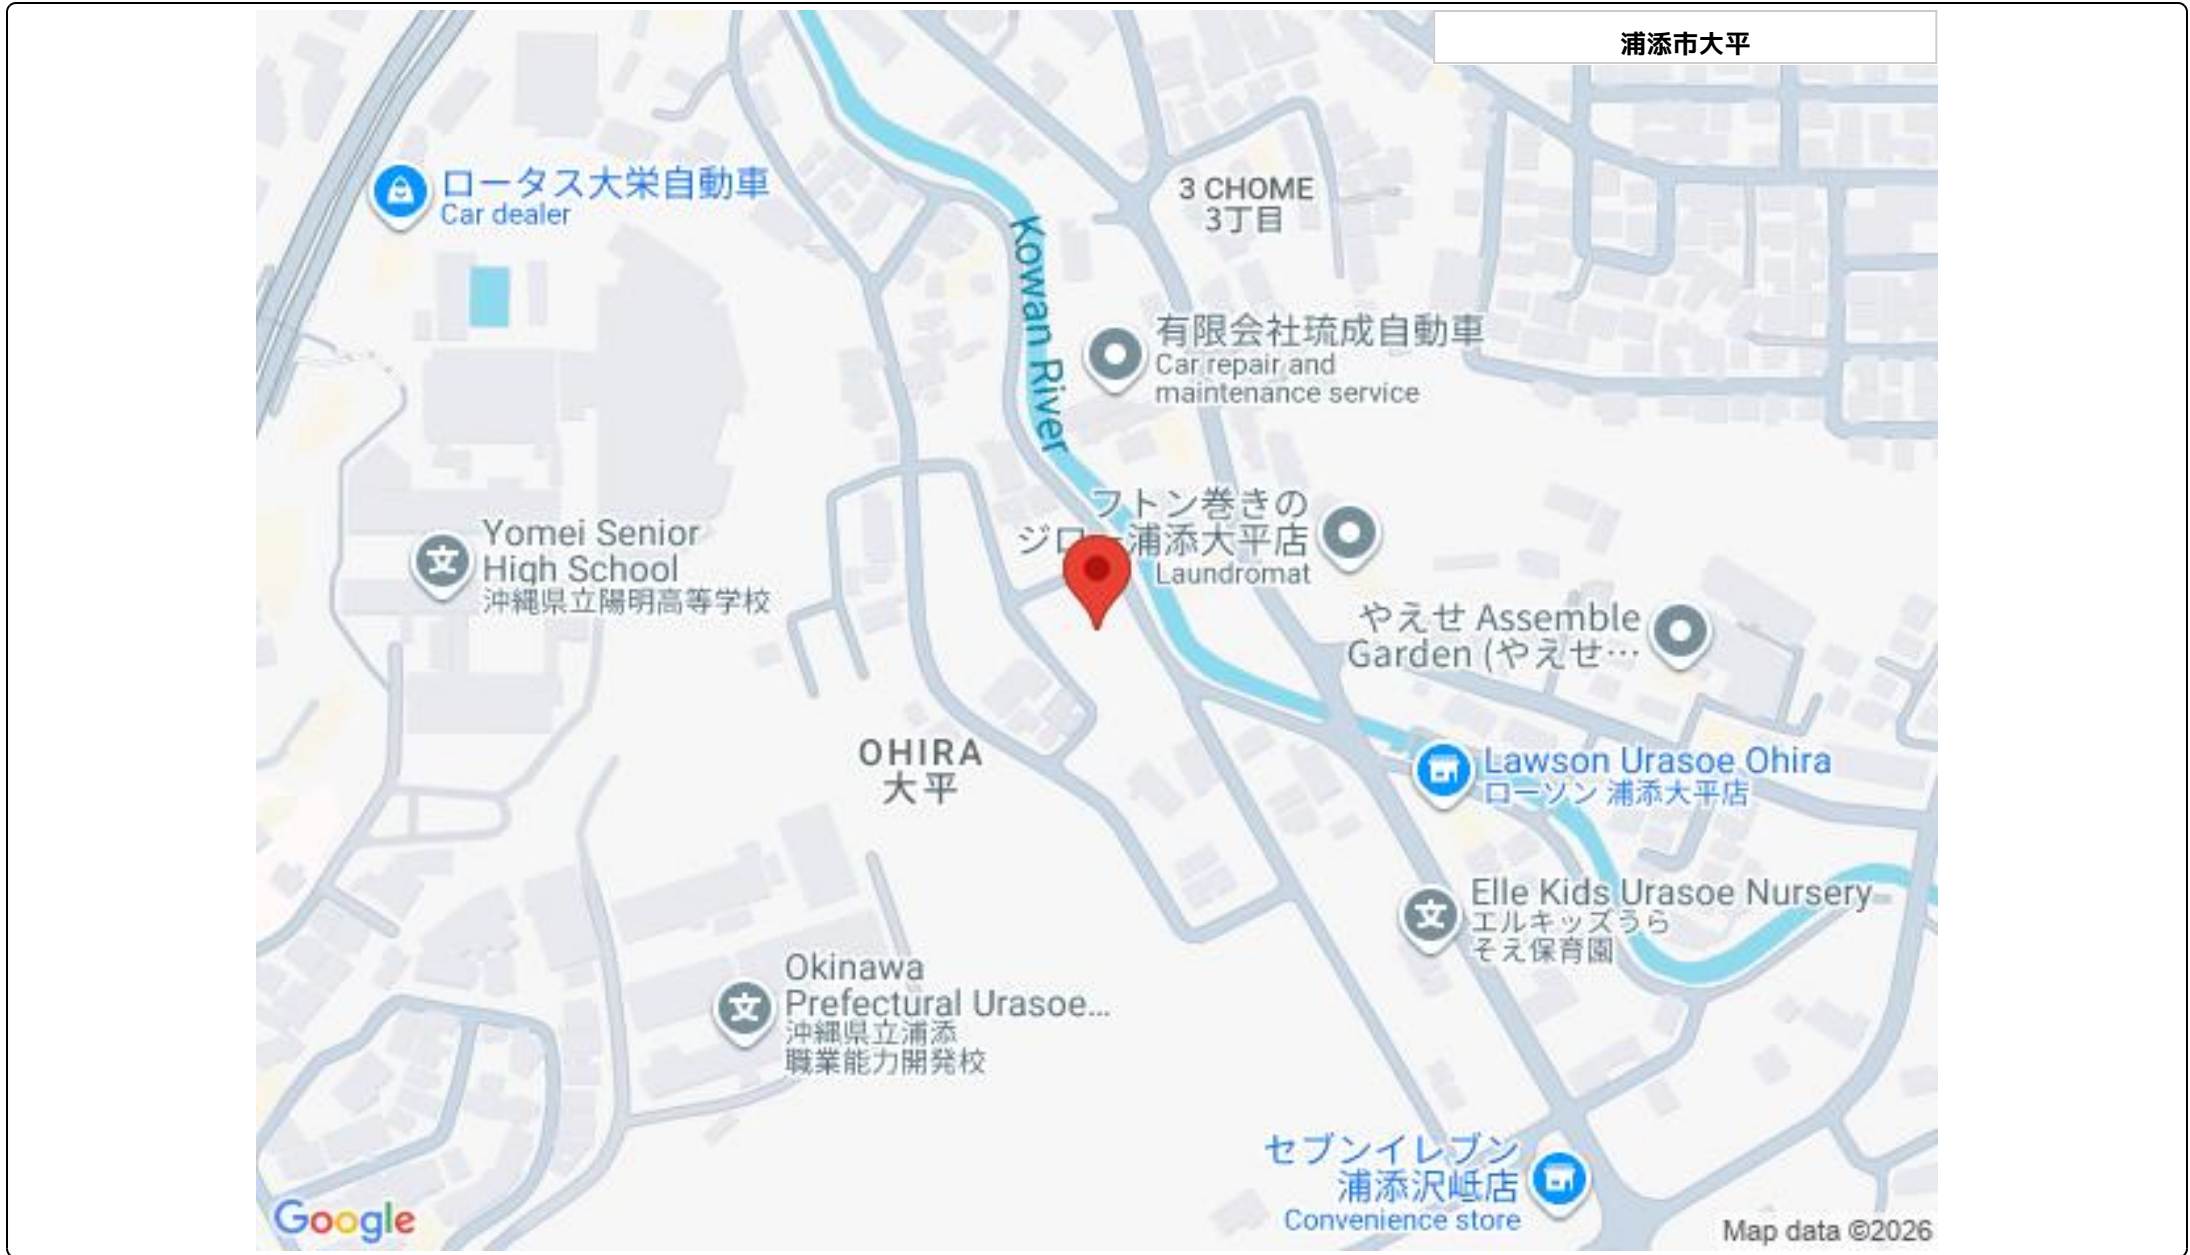 浦添市大平
ロータス大栄自動車
Car dealer
3 CHOME
3丁目
Kowan River
有限会社琉成自動車
Car repair and
maintenance service
フトン巻きの
ジロー浦添大平店
Laundromat
Yomei Senior
High School
沖縄県立陽明高等学校
やえせ Assemble
Garden (やえせ…
OHIRA
大平
Lawson Urasoe Ohira
ローソン 浦添大平店
Elle Kids Urasoe Nursery
エルキッズうら
そえ保育園
Okinawa
Prefectural Urasoe...
沖縄県立浦添
職業能力開発校
セブンイレブン
浦添沢岻店
Convenience store
Google
Map data ©2026